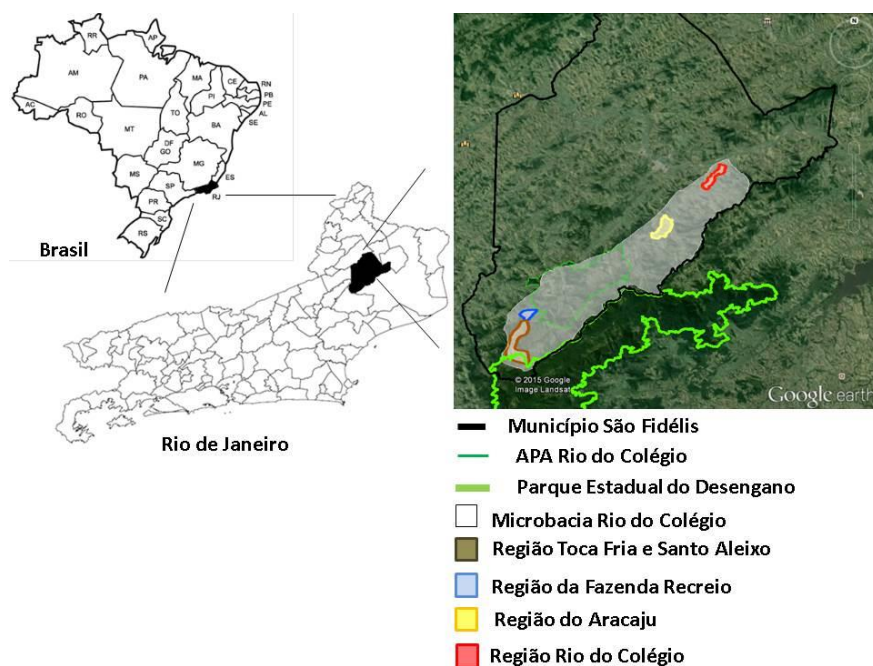 RR
AP
AM
PA
MA
CE
RN
PB
PE
AL
SE
PI
AC
RO
TO
BA
MT
DF
GO
MG
ES
MS
SP
RJ
PR
SC
RS
Brasil
Rio de Janeiro
© 2015 Google
Image Landsat
Google earth
Município São Fidélis
APA Rio do Colégio
Parque Estadual do Desengano
Microbacia Rio do Colégio
Região Toca Fria e Santo Aleixo
Região da Fazenda Recreio
Região do Aracaju
Região Rio do Colégio